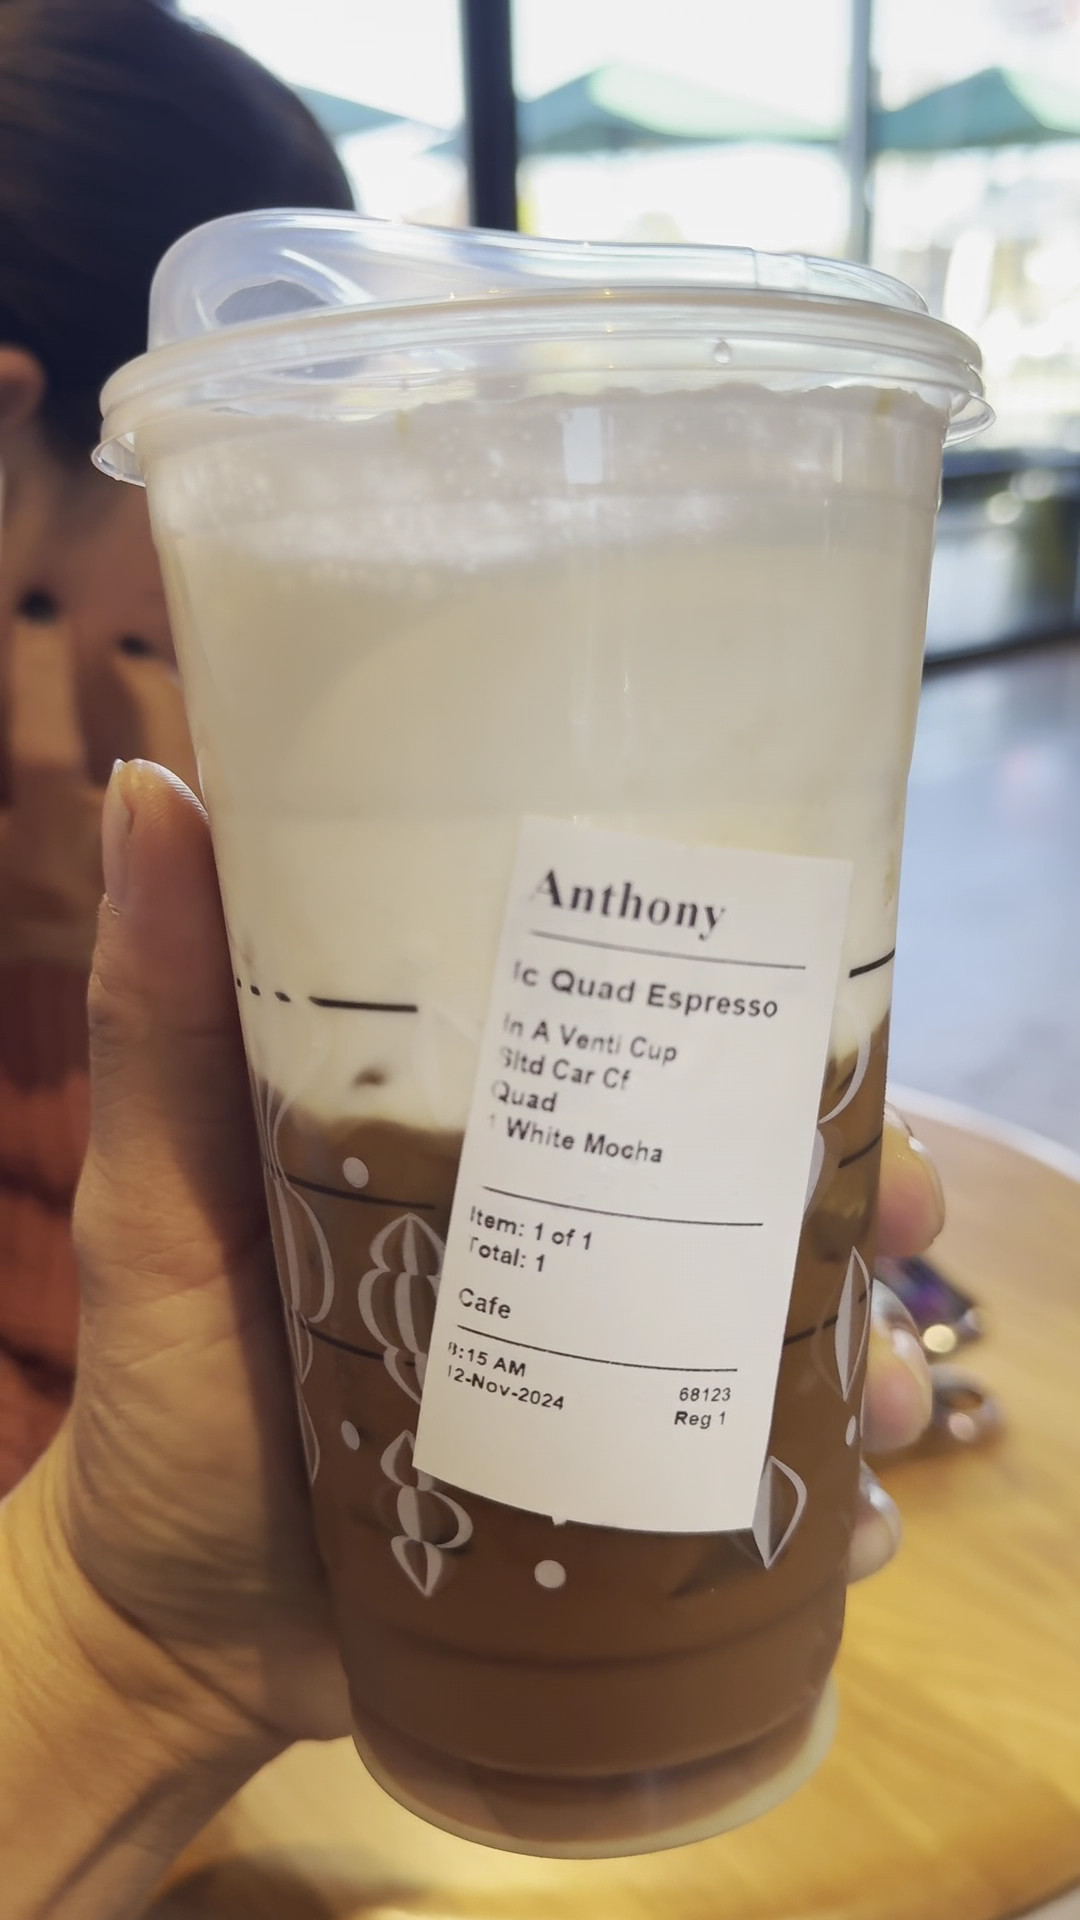 Anthony
Ic Quad Espresso
In A Venti Cup
Sltd Car Cf
Quad
1 White Mocha
Item: 1 of 1
Total: 1
Cafe
8:15 AM
12-Nov-2024
68123
Reg 1